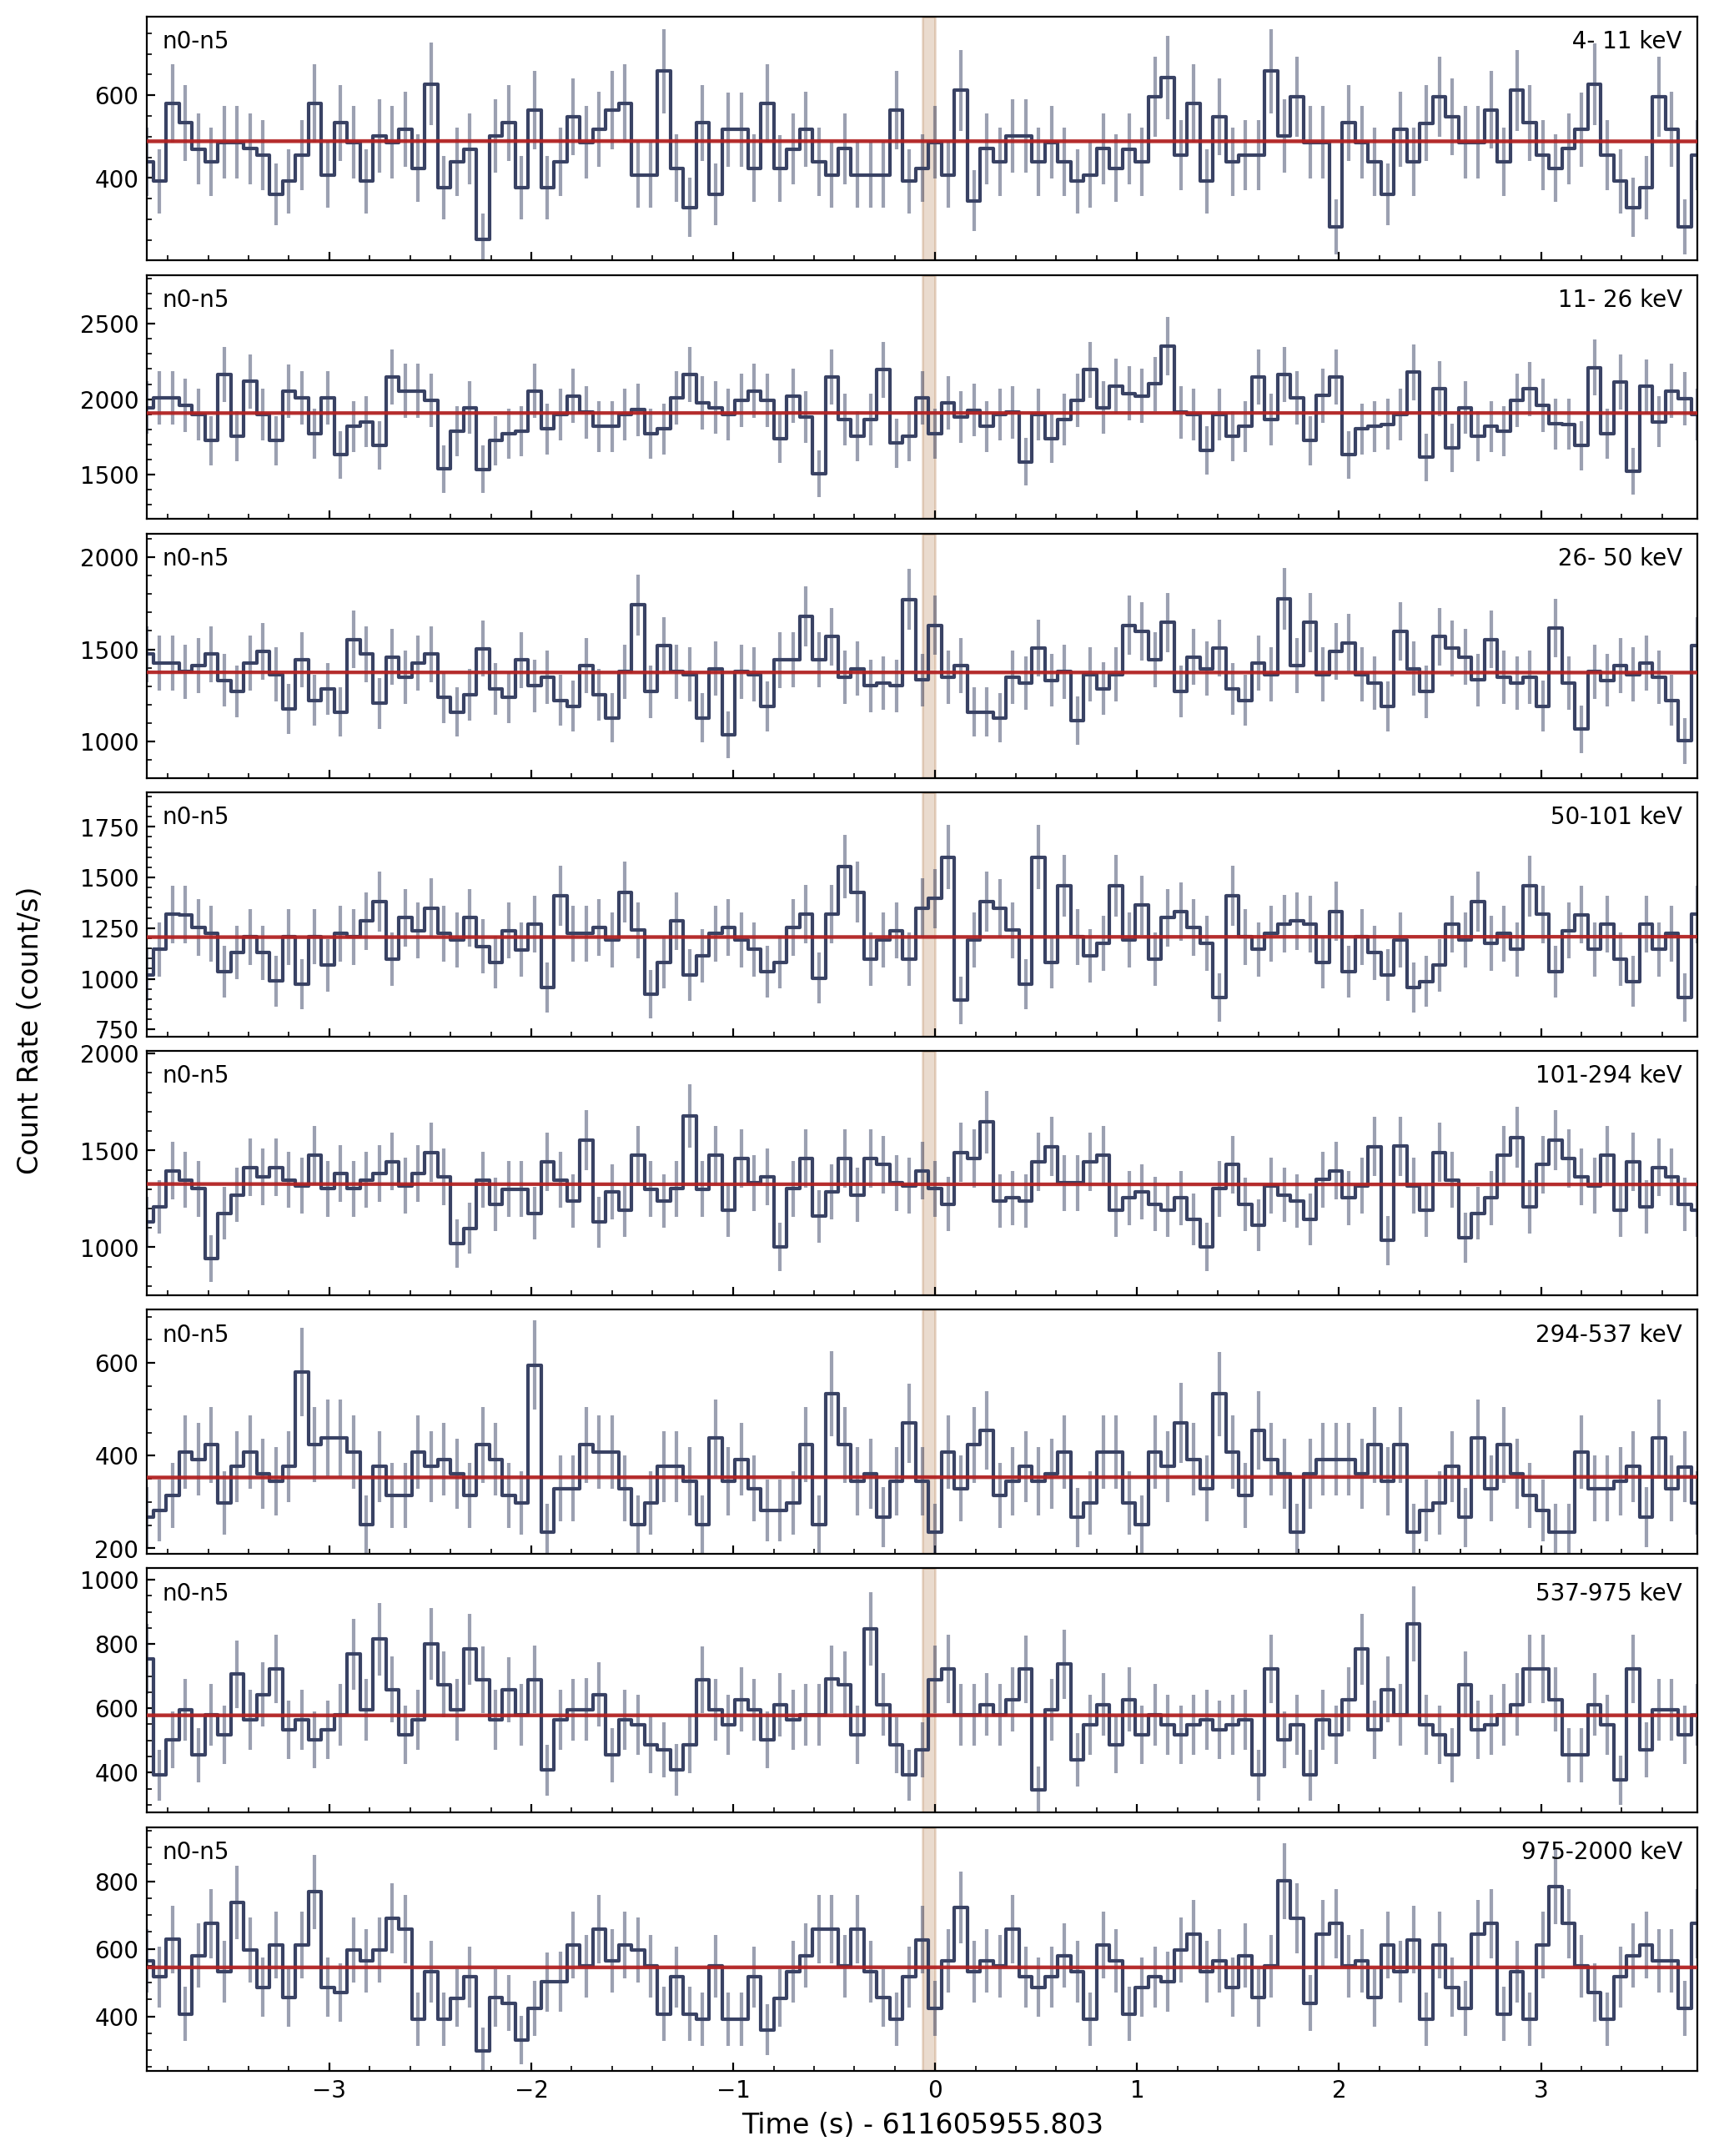 n0-n5 4- 11 keV
600
400
n0-n5 11- 26 keV
2500
2000
1500
n0-n5 26- 50 keV
2000
1500
1000
n0-n5 50-101 keV
1750
1500
1250
1000
750
n0-n5 101-294 keV
2000
1500
1000
n0-n5 294-537 keV
600
400
200
n0-n5 537-975 keV
1000
800
600
400
n0-n5 975-2000 keV
800
600
400
−3 −2 −1 0 1 2 3
Time (s) - 611605955.803
Count Rate (count/s)